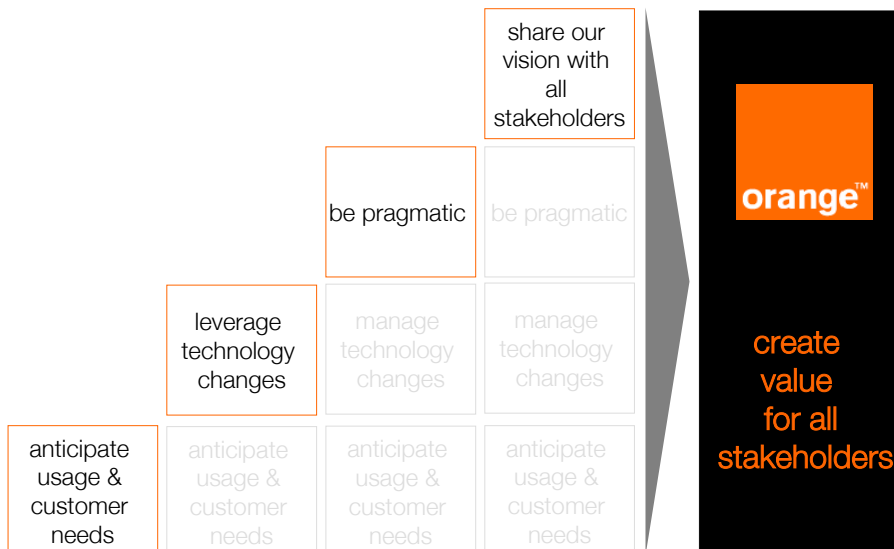 share our
vision with
all
stakeholders
be pragmatic
be pragmatic
leverage
technology
changes
manage
technology
changes
manage
technology
changes
anticipate
usage &
customer
needs
anticipate
usage &
customer
needs
anticipate
usage &
customer
needs
anticipate
usage &
customer
needs
orange™
create
value
for all
stakeholders